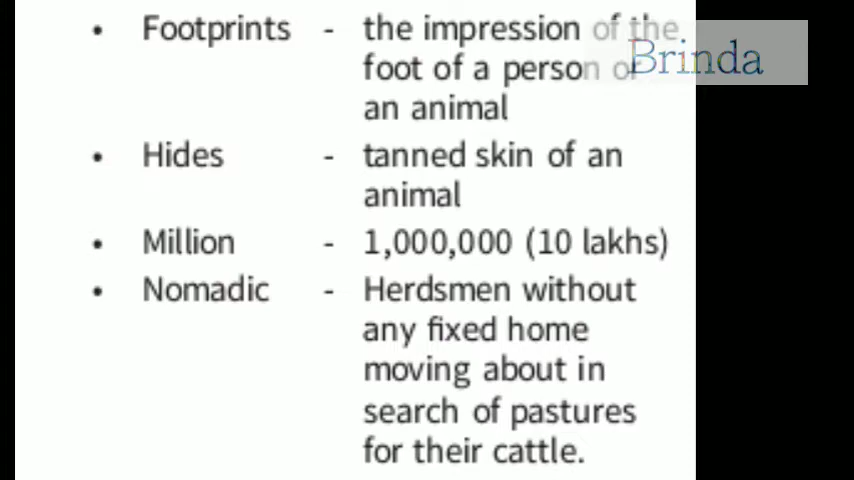 • Footprints - the impression of the
foot of a person or
an animal
Brinda
• Hides - tanned skin of an
animal
• Million - 1,000,000 (10 lakhs)
• Nomadic - Herdsmen without
any fixed home
moving about in
search of pastures
for their cattle.